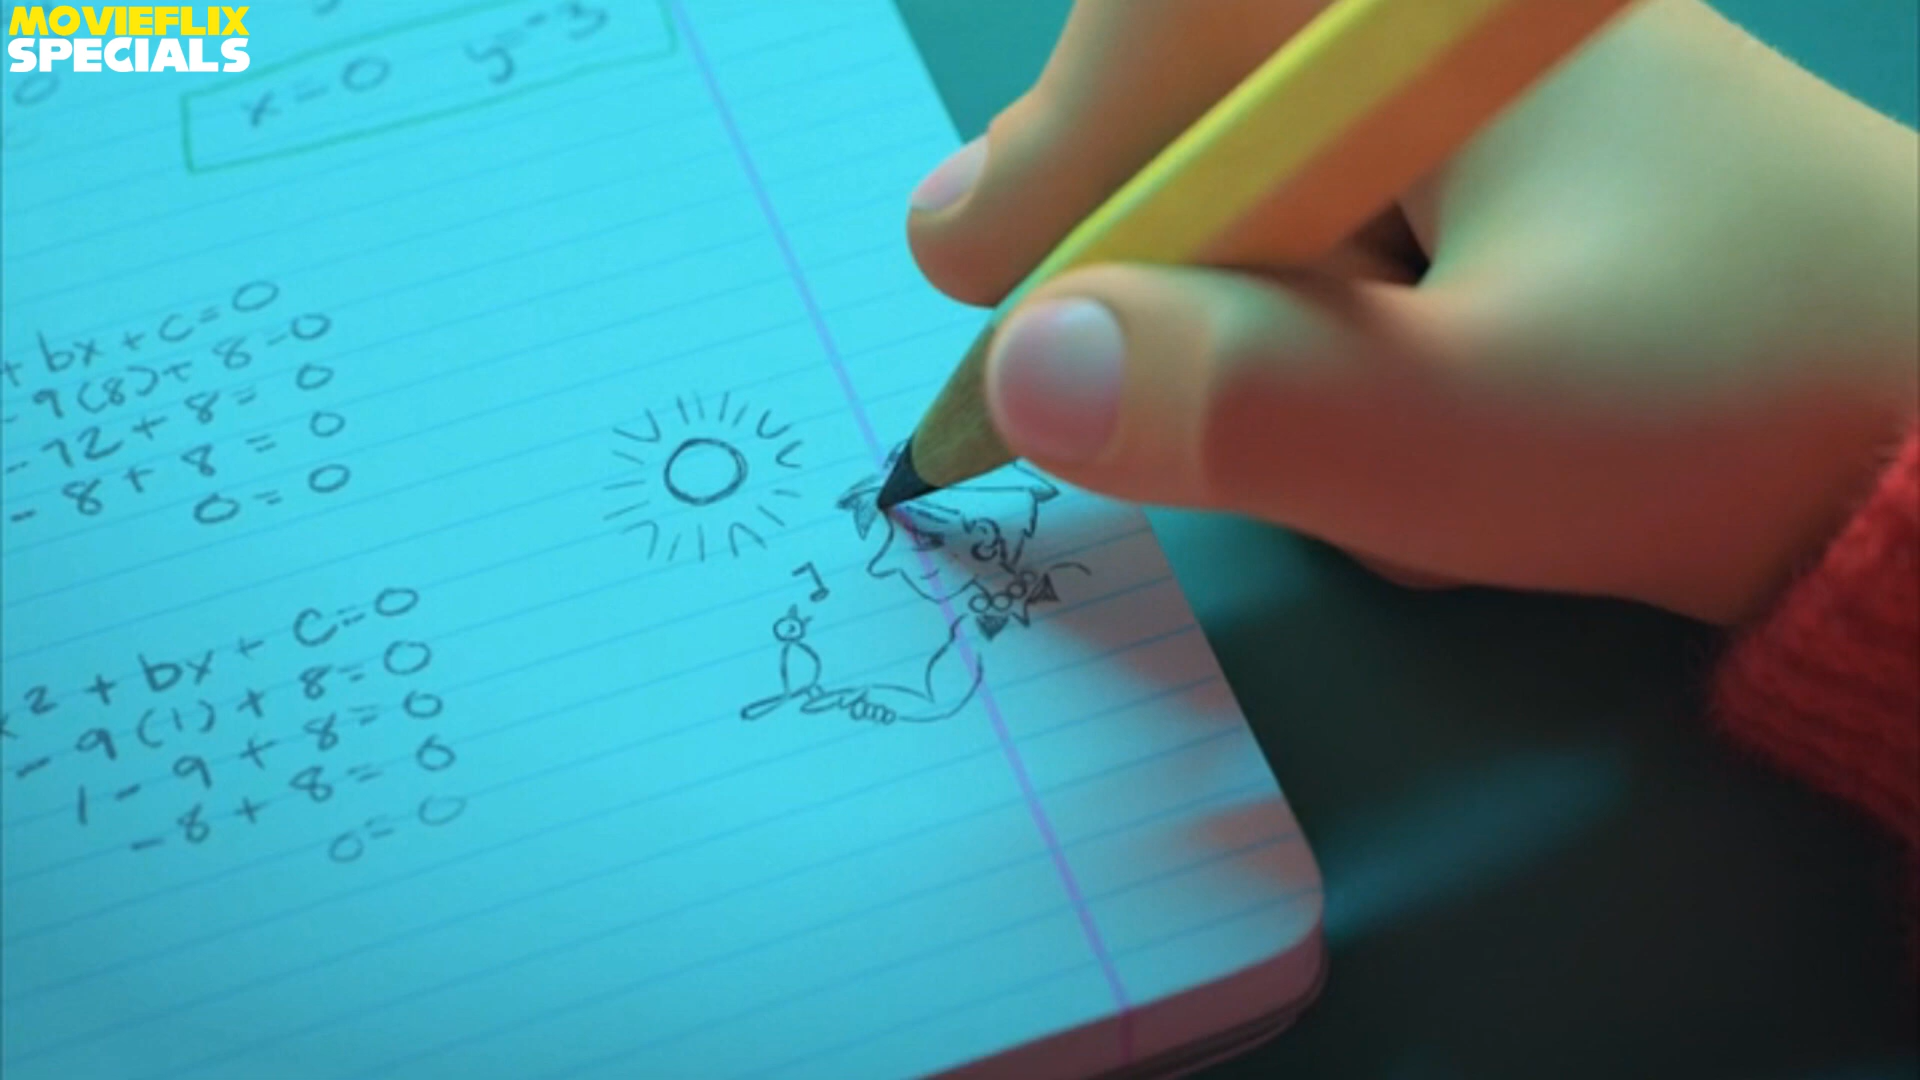 MOVIEFLIX
SPECIALS
x=0 y=-3
+ bx + c = 0
- 9(8) + 8 = 0
- 72 + 8 = 0
- 8 + 8 = 0
0 = 0
x2 + bx + c = 0
- 9(1) + 8 = 0
1 - 9 + 8 = 0
- 8 + 8 = 0
0 = 0